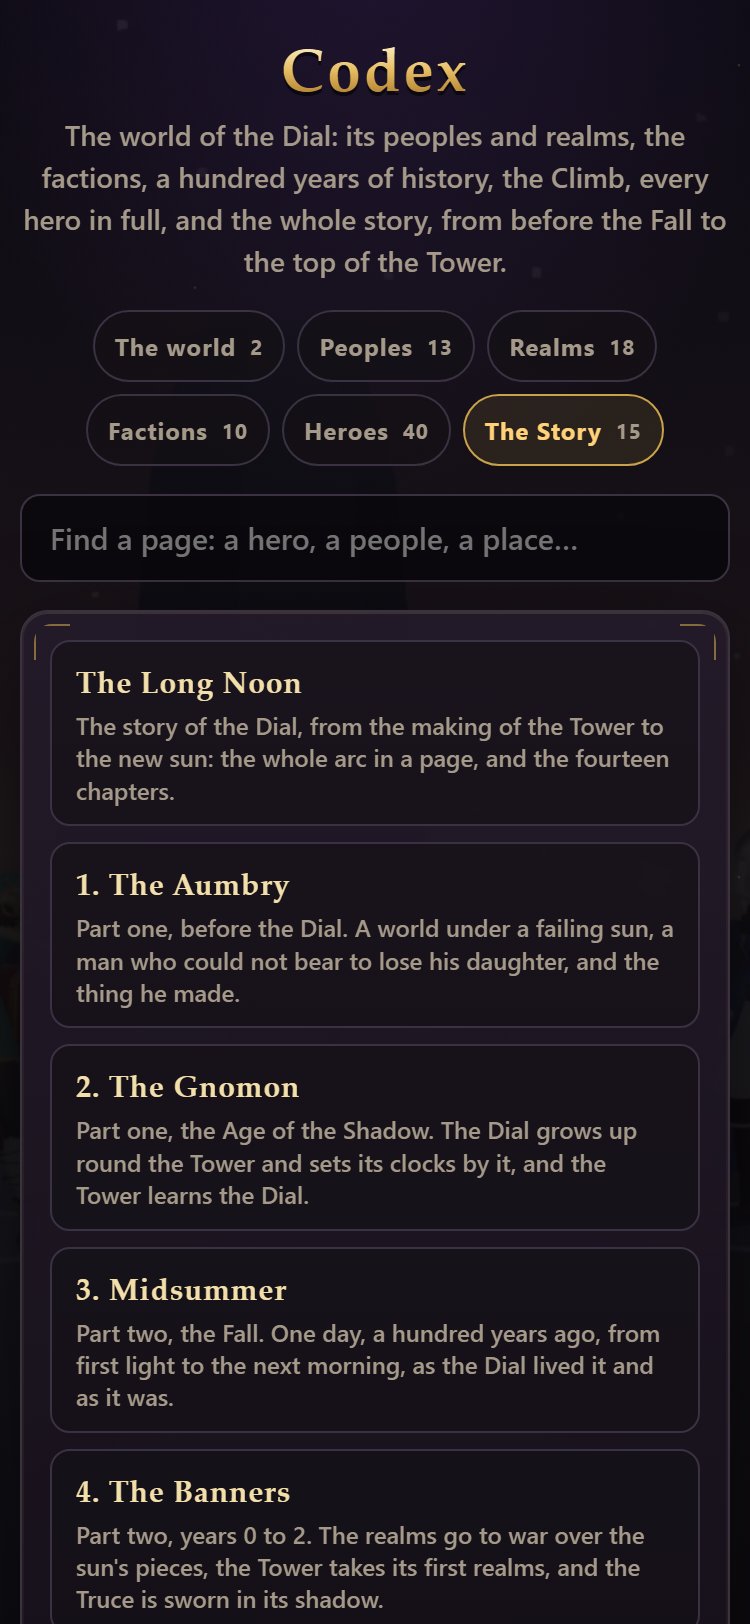 Codex
The world of the Dial: its peoples and realms, the
factions, a hundred years of history, the Climb, every
hero in full, and the whole story, from before the Fall to
the top of the Tower.
The world 2
Peoples 13
Realms 18
Factions 10
Heroes 40
The Story 15
Find a page: a hero, a people, a place...
The Long Noon
The story of the Dial, from the making of the Tower to
the new sun: the whole arc in a page, and the fourteen
chapters.
1. The Aumbry
Part one, before the Dial. A world under a failing sun, a
man who could not bear to lose his daughter, and the
thing he made.
2. The Gnomon
Part one, the Age of the Shadow. The Dial grows up
round the Tower and sets its clocks by it, and the
Tower learns the Dial.
3. Midsummer
Part two, the Fall. One day, a hundred years ago, from
first light to the next morning, as the Dial lived it and
as it was.
4. The Banners
Part two, years 0 to 2. The realms go to war over the
sun's pieces, the Tower takes its first realms, and the
Truce is sworn in its shadow.